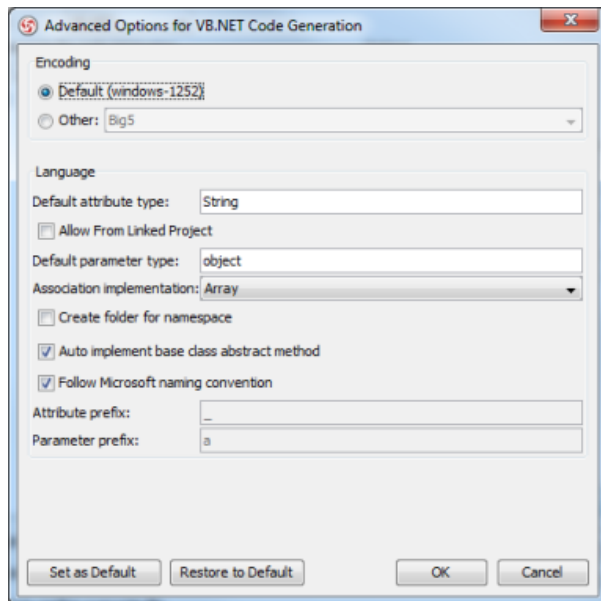 Advanced Options for VB.NET Code Generation
Encoding
Default (windows-1252)
Other: Big5
Language
Default attribute type: String
Allow From Linked Project
Default parameter type: object
Association implementation: Array
Create folder for namespace
Auto implement base class abstract method
Follow Microsoft naming convention
Attribute prefix: _
Parameter prefix: a
Set as Default Restore to Default OK Cancel